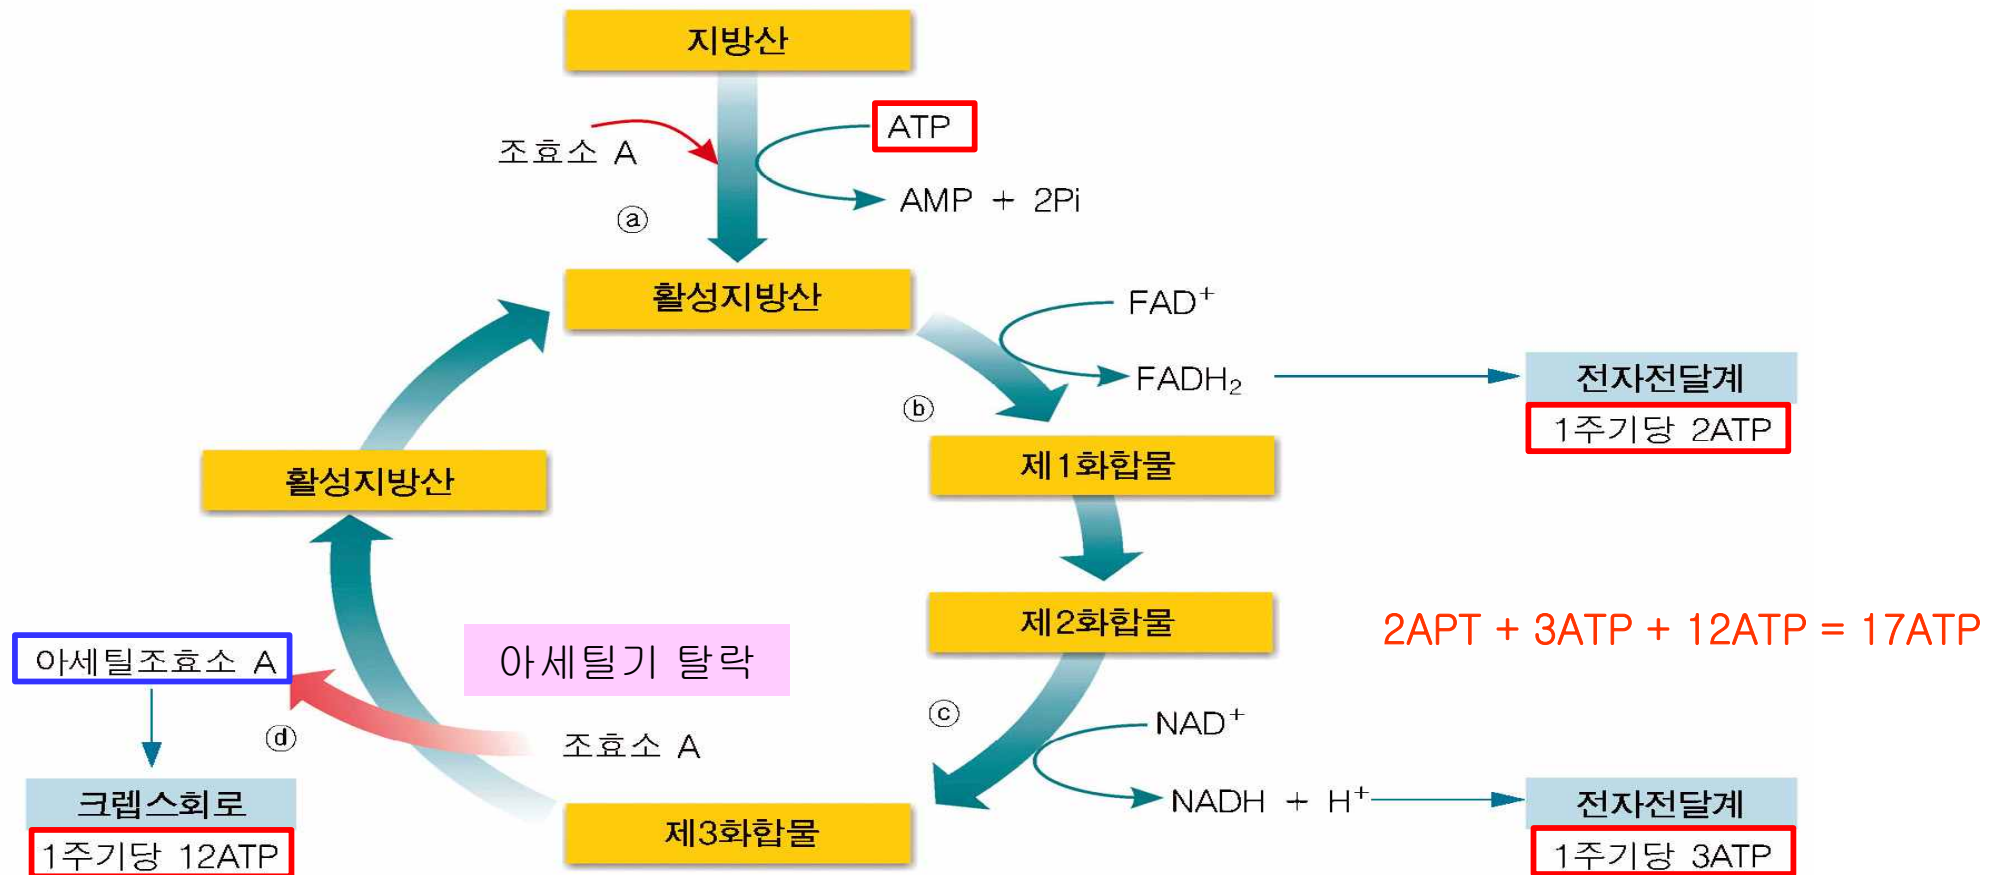 지방산
ATP
조효소 A
AMP + 2Pi
ⓐ
활성지방산
FAD⁺
FADH₂
전자전달계
1주기당 2ATP
ⓑ
제1화합물
활성지방산
제2화합물
2APT + 3ATP + 12ATP = 17ATP
아세틸기 탈락
아세틸조효소 A
ⓒ
NAD⁺
ⓓ
조효소 A
NADH + H⁺
전자전달계
1주기당 3ATP
크렙스회로
1주기당 12ATP
제3화합물